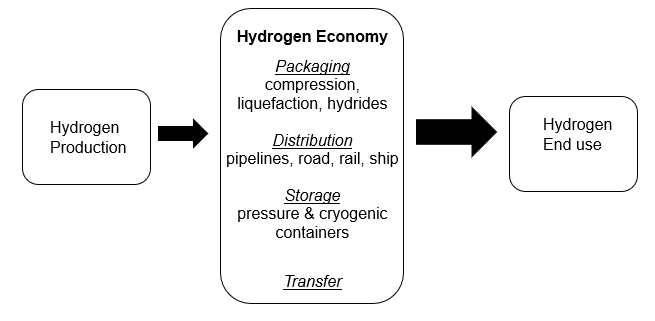 Hydrogen
Production
Hydrogen Economy
Packaging
compression,
liquefaction, hydrides
Distribution
pipelines, road, rail, ship
Storage
pressure & cryogenic
containers
Transfer
Hydrogen
End use